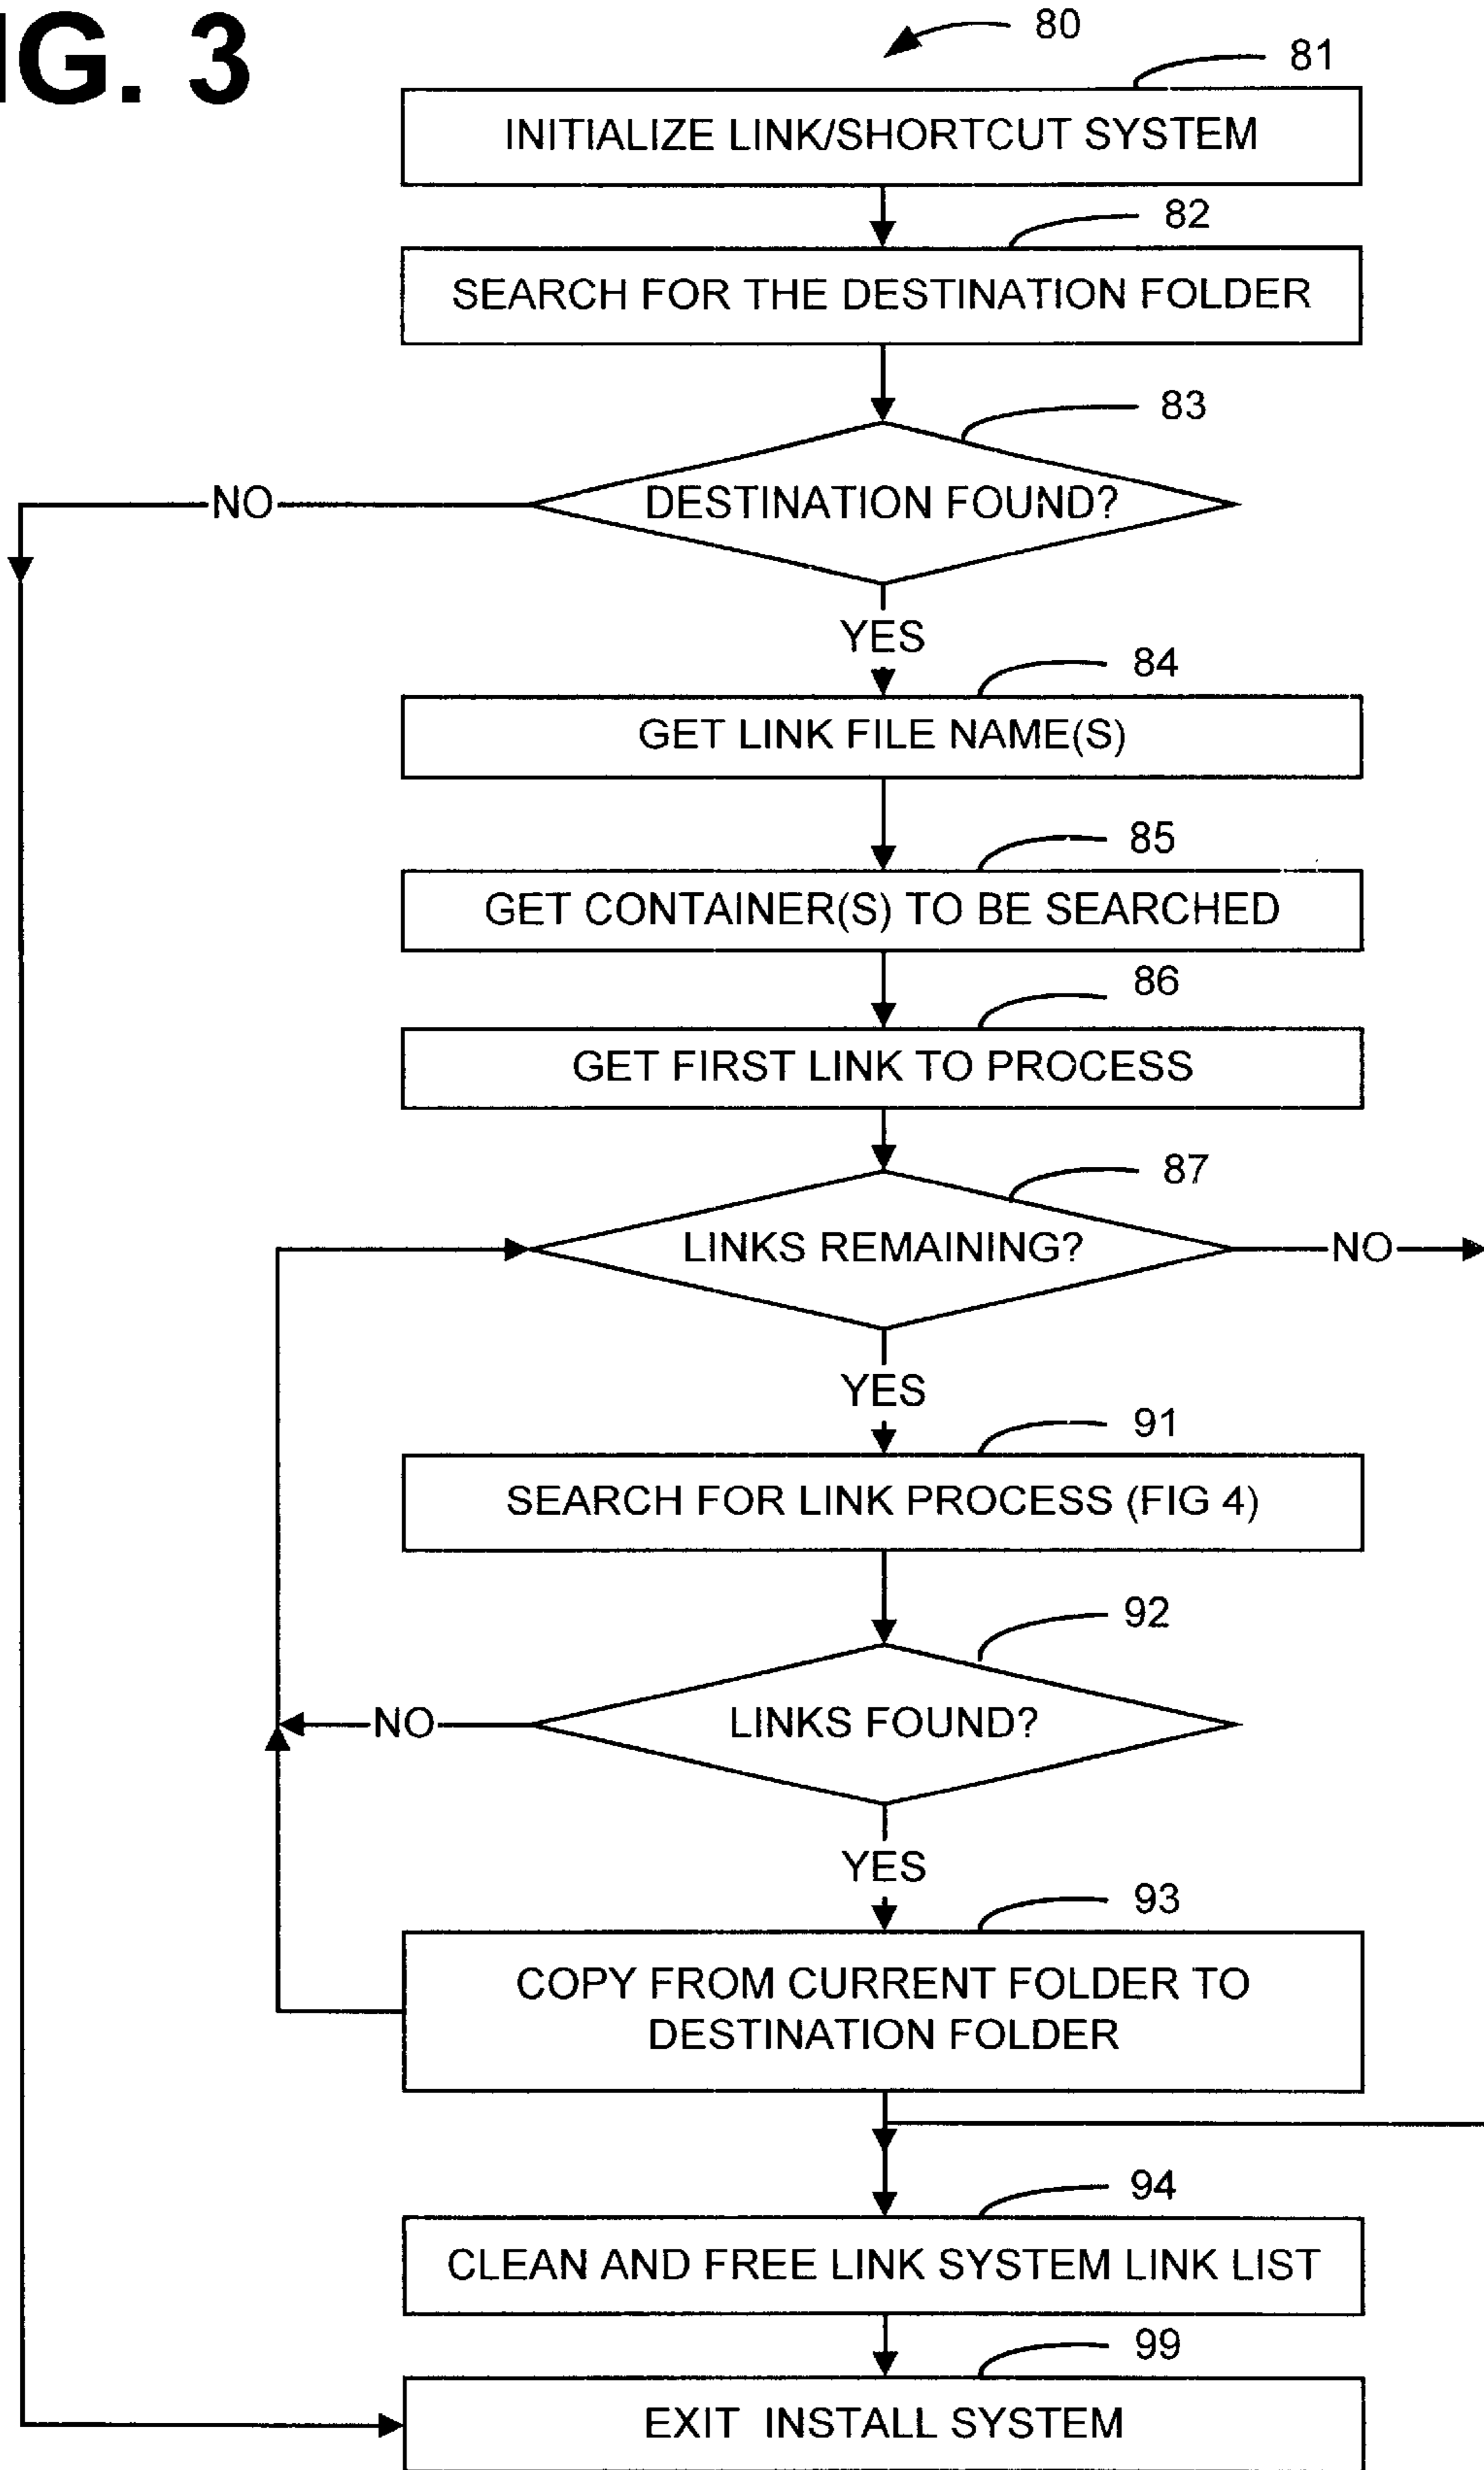 IG. 3
80
81
INITIALIZE LINK/SHORTCUT SYSTEM
82
SEARCH FOR THE DESTINATION FOLDER
83
NO
DESTINATION FOUND?
YES
84
GET LINK FILE NAME(S)
85
GET CONTAINER(S) TO BE SEARCHED
86
GET FIRST LINK TO PROCESS
87
LINKS REMAINING?
NO
YES
91
SEARCH FOR LINK PROCESS (FIG 4)
92
NO
LINKS FOUND?
YES
93
COPY FROM CURRENT FOLDER TO
DESTINATION FOLDER
94
CLEAN AND FREE LINK SYSTEM LINK LIST
99
EXIT INSTALL SYSTEM